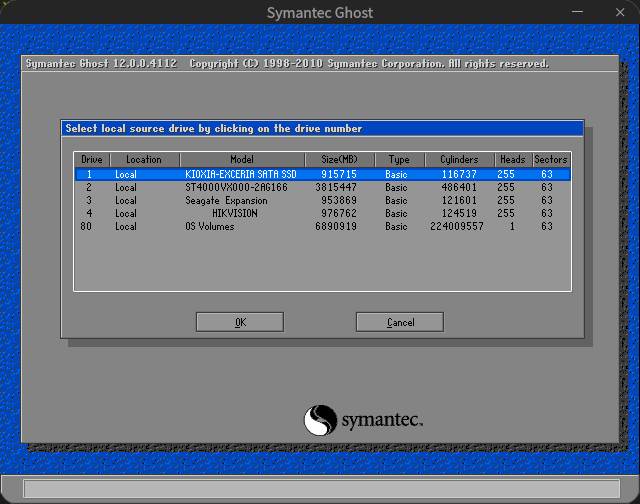 Symantec Ghost
Symantec Ghost 12.0.0.4112 Copyright (C) 1998-2010 Symantec Corporation. All rights reserved.
Select local source drive by clicking on the drive number
Drive Location Model Size(MB) Type Cylinders Heads Sectors
1 Local KIOXIA-EXCERIA SATA SSD 915715 Basic 116737 255 63
2 Local ST4000VX000-2AG166 3815447 Basic 486401 255 63
3 Local Seagate Expansion 953869 Basic 121601 255 63
4 Local HIKVISION 976762 Basic 124519 255 63
80 Local OS Volumes 6890919 Basic 224009557 1 63
OK Cancel
symantec.